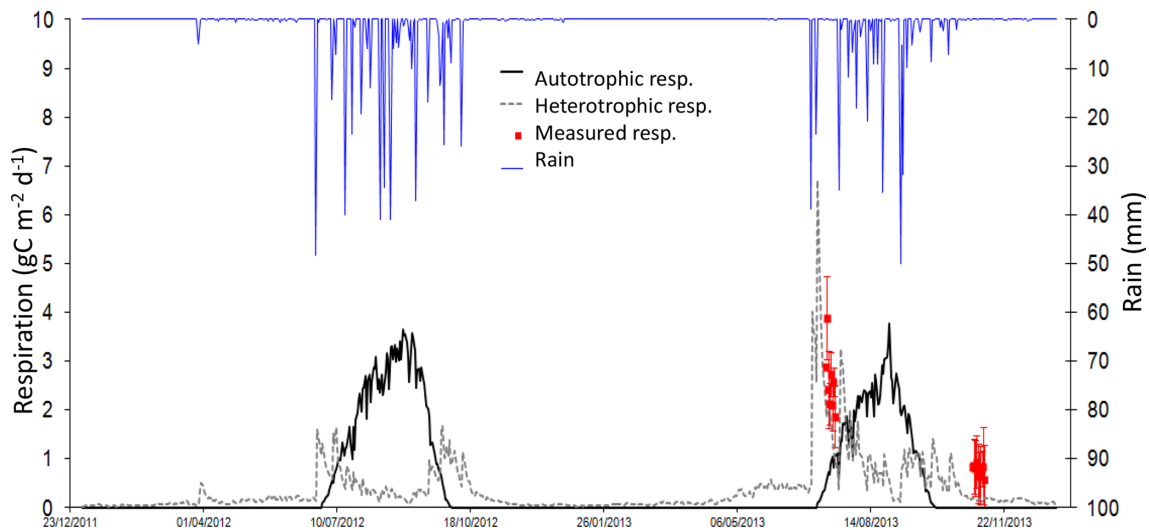 10 0
9 10
8 20
7 30
6 40
5 50
4 60
3 70
2 80
1 90
0 100
Respiration (gC m-2 d-1)
Rain (mm)
Autotrophic resp.
Heterotrophic resp.
Measured resp.
Rain
23/12/2011 01/04/2012 10/07/2012 18/10/2012 26/01/2013 06/05/2013 14/08/2013 22/11/2013